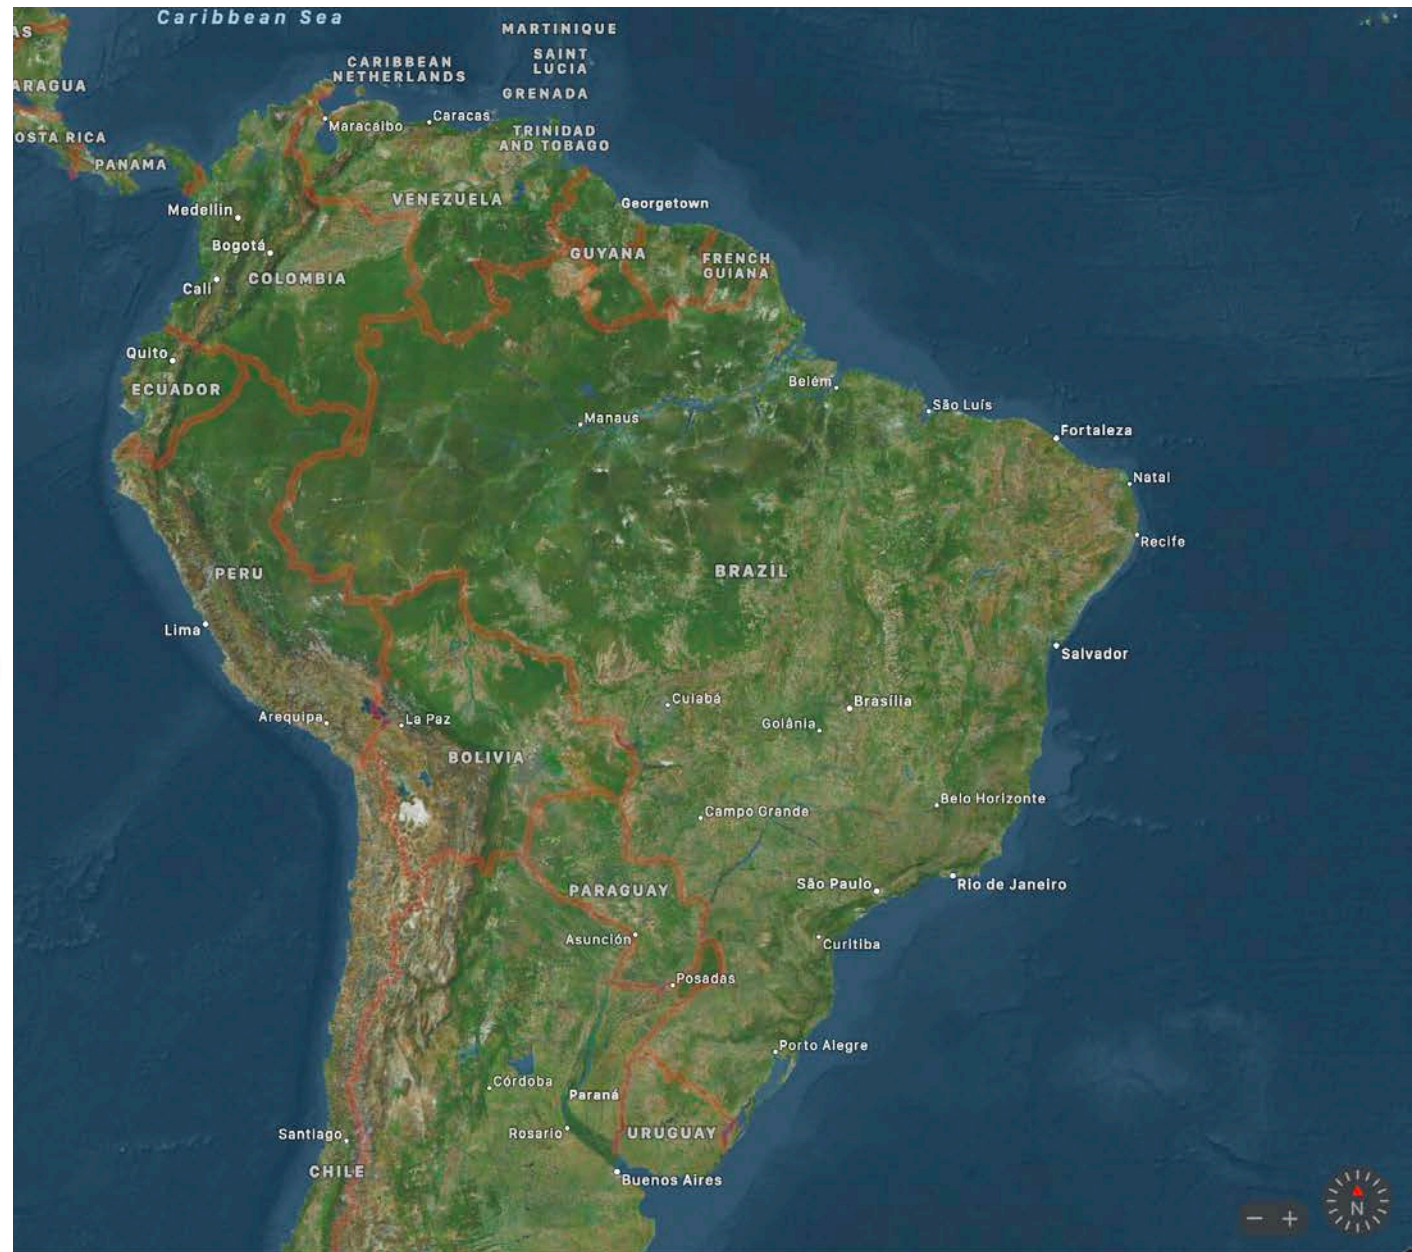 Caribbean Sea
AS
MARTINIQUE
SAINT
LUCIA
CARIBBEAN
NETHERLANDS
ARAGUA
GRENADA
Maracaibo
Caracas
OSTA RICA
TRINIDAD
AND TOBAGO
PANAMA
VENEZUELA
Georgetown
Medellín
Bogotá
GUYANA
FRENCH
GUIANA
COLOMBIA
Cali
Quito
ECUADOR
Belém
São Luís
Manaus
Fortaleza
Natal
Recife
PERU
BRAZIL
Lima
Salvador
Cuiabá
Brasília
Arequipa
La Paz
Goiânia
BOLIVIA
Belo Horizonte
Campo Grande
PARAGUAY
São Paulo
Rio de Janeiro
Asunción
Curitiba
Posadas
Porto Alegre
Córdoba
Paraná
Santiago
Rosario
URUGUAY
CHILE
Buenos Aires
N